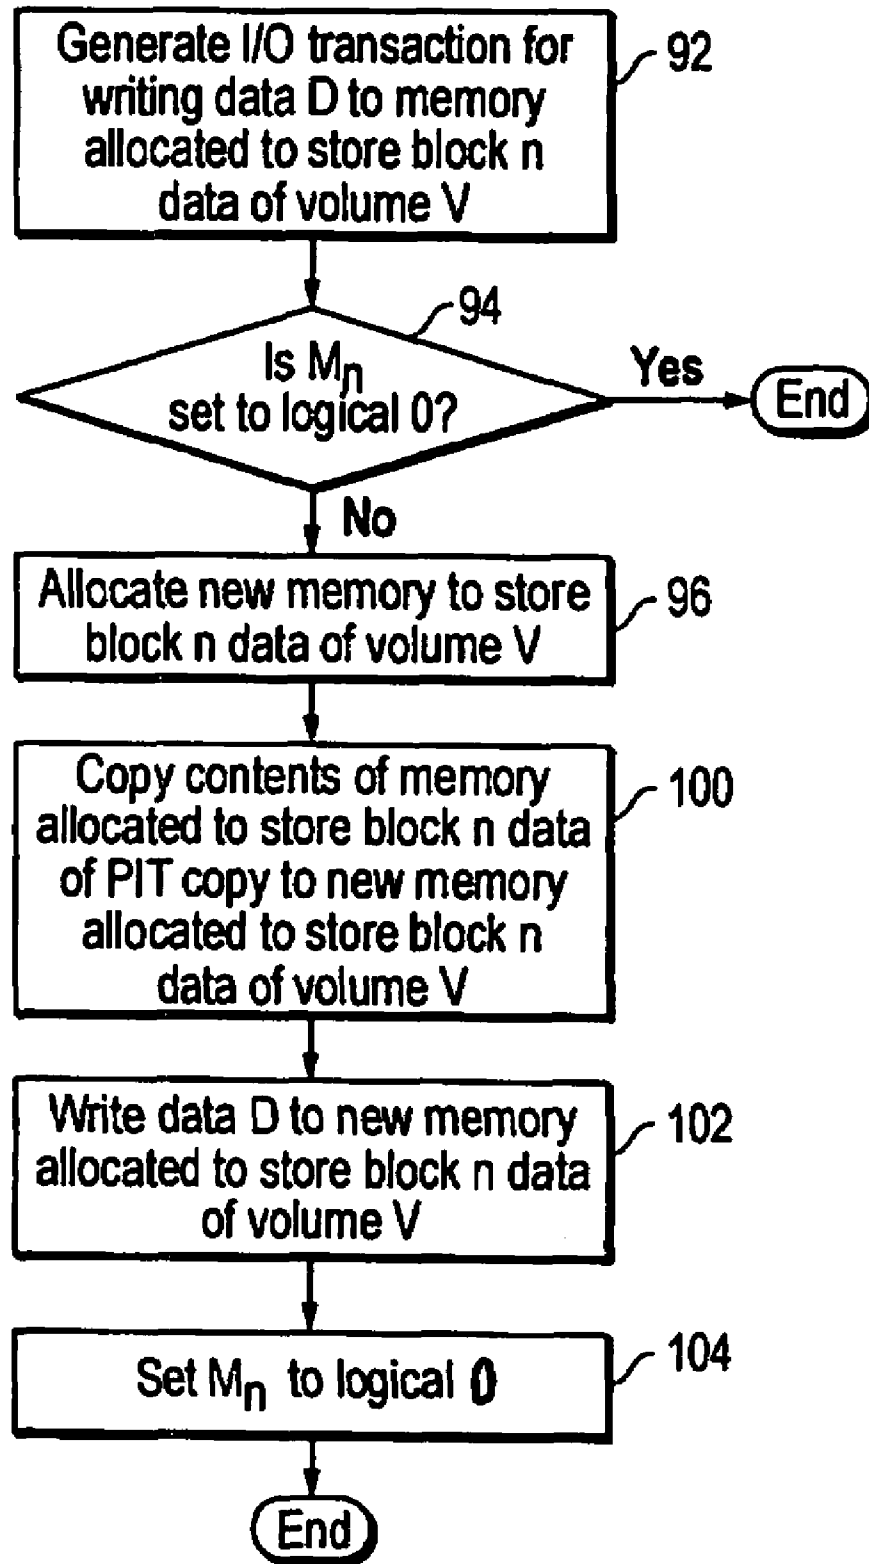 Generate I/O transaction for
writing data D to memory
allocated to store block n
data of volume V
92
94
Is Mn
set to logical 0?
Yes
End
No
Allocate new memory to store
block n data of volume V
96
Copy contents of memory
allocated to store block n data
of PIT copy to new memory
allocated to store block n
data of volume V
100
Write data D to new memory
allocated to store block n data
of volume V
102
Set Mn to logical 0
104
End